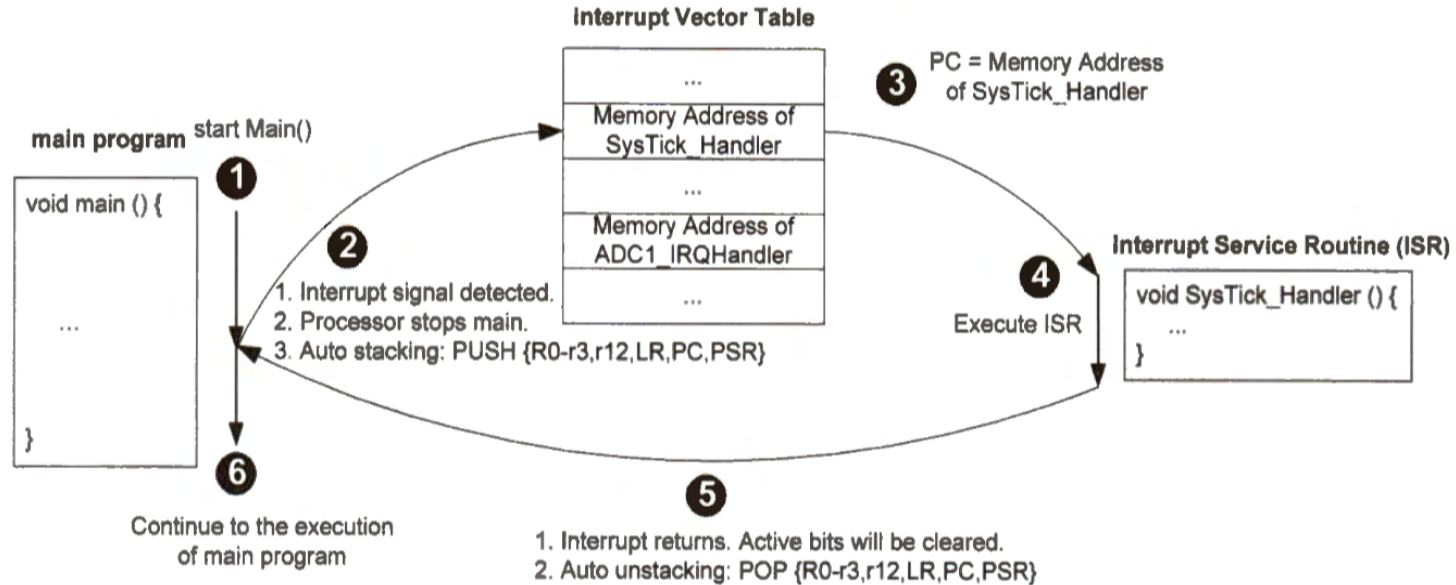 Interrupt Vector Table
...
Memory Address of
SysTick_Handler
...
Memory Address of
ADC1_IRQHandler
...
3
PC = Memory Address
of SysTick_Handler
main program
start Main()
1
void main () {
...
}
2
1. Interrupt signal detected.
2. Processor stops main.
3. Auto stacking: PUSH {R0-r3,r12,LR,PC,PSR}
4
Execute ISR
Interrupt Service Routine (ISR)
void SysTick_Handler () {
...
}
5
1. Interrupt returns. Active bits will be cleared.
2. Auto unstacking: POP {R0-r3,r12,LR,PC,PSR}
6
Continue to the execution
of main program